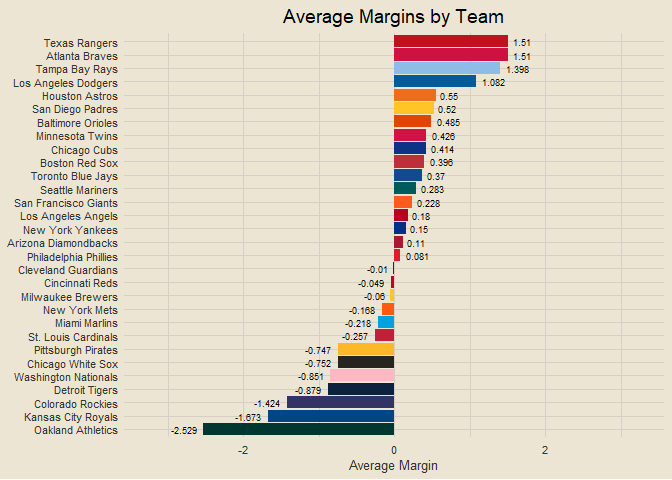 Average Margins by Team
Texas Rangers 1.51
Atlanta Braves 1.51
Tampa Bay Rays 1.398
Los Angeles Dodgers 1.082
Houston Astros 0.55
San Diego Padres 0.52
Baltimore Orioles 0.485
Minnesota Twins 0.426
Chicago Cubs 0.414
Boston Red Sox 0.396
Toronto Blue Jays 0.37
Seattle Mariners 0.283
San Francisco Giants 0.228
Los Angeles Angels 0.18
New York Yankees 0.15
Arizona Diamondbacks 0.11
Philadelphia Phillies 0.081
Cleveland Guardians -0.01
Cincinnati Reds -0.049
Milwaukee Brewers -0.06
New York Mets -0.168
Miami Marlins -0.218
St. Louis Cardinals -0.257
Pittsburgh Pirates -0.747
Chicago White Sox -0.752
Washington Nationals -0.851
Detroit Tigers -0.879
Colorado Rockies -1.424
Kansas City Royals -1.673
Oakland Athletics -2.529
-2 0 2
Average Margin